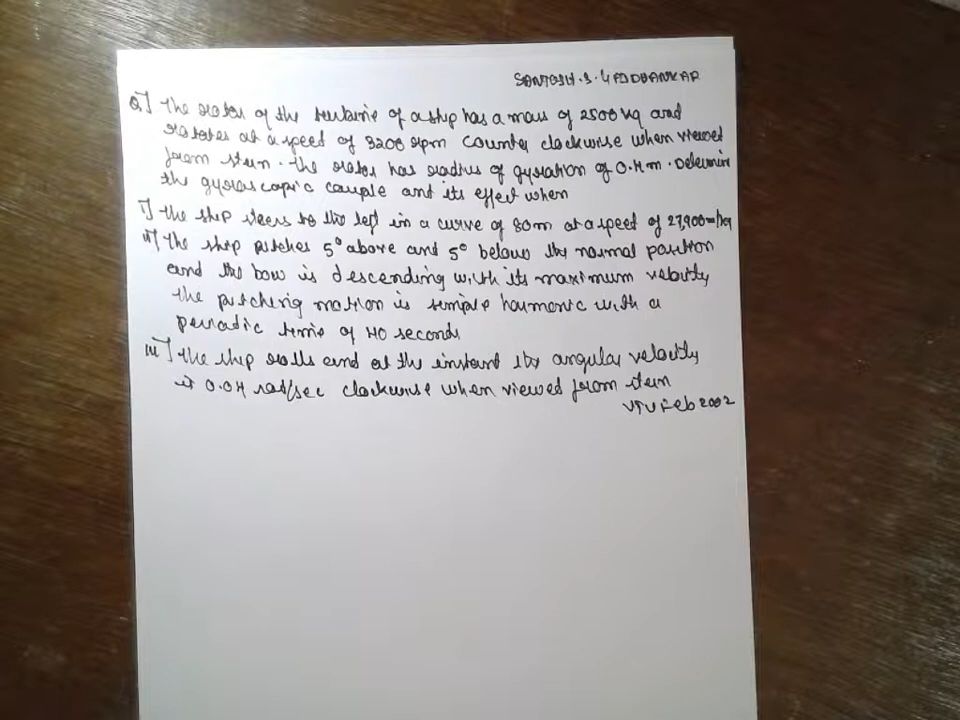 SANTOSH.S.GADDHANKAR
Q1] The rotor of the turbine of a ship has a mass of 2500 kg and
rotates at a speed of 3200 rpm counter clockwise when viewed
from stern. The rotor has radius of gyration of 0.4m. Determine
the gyroscopic couple and its effect when
i] The ship steers to the left in a curve of 80m at a speed of
ii] The ship pitches 5° above and 5° below the normal position
and the bow is descending with its maximum velocity,
the pitching motion is simple harmonic with a
periodic time of 40 seconds
iii] The ship rolls and at the instant its angular velocity
is 0.04 rad/sec clockwise when viewed from stern
VTU Feb 2002